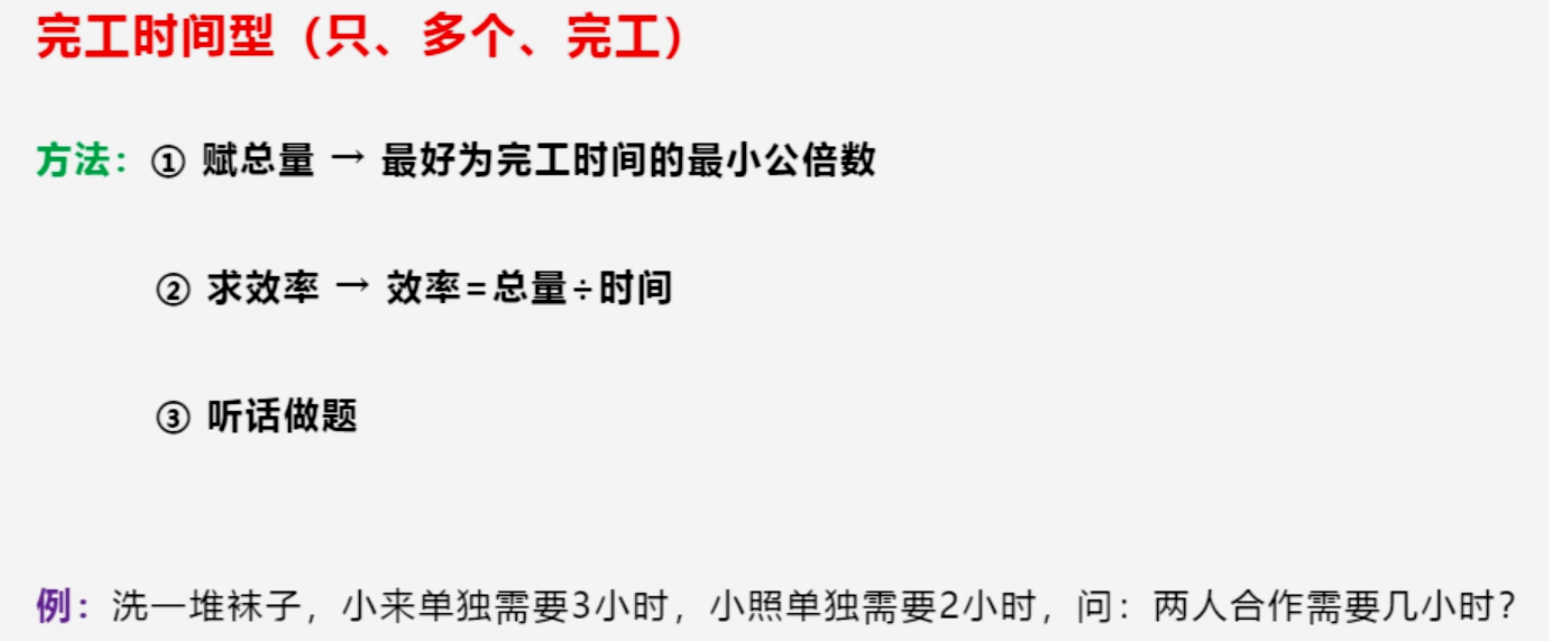 完工时间型（只、多个、完工）
方法：① 赋总量 → 最好为完工时间的最小公倍数
② 求效率 → 效率=总量÷时间
③ 听话做题
例：洗一堆袜子，小来单独需要3小时，小照单独需要2小时，问：两人合作需要几小时？